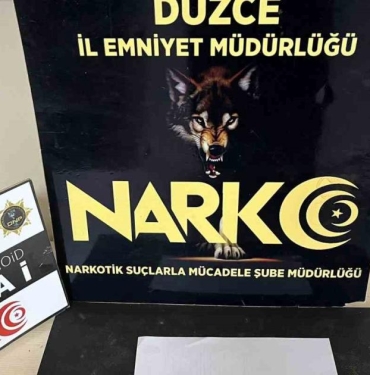 DÜZCE
İL EMNİYET MÜDÜRLÜĞÜ
NARKO
NARKOTİK SUÇLARLA MÜCADELE ŞUBE MÜDÜRLÜĞÜ
OID
A İ